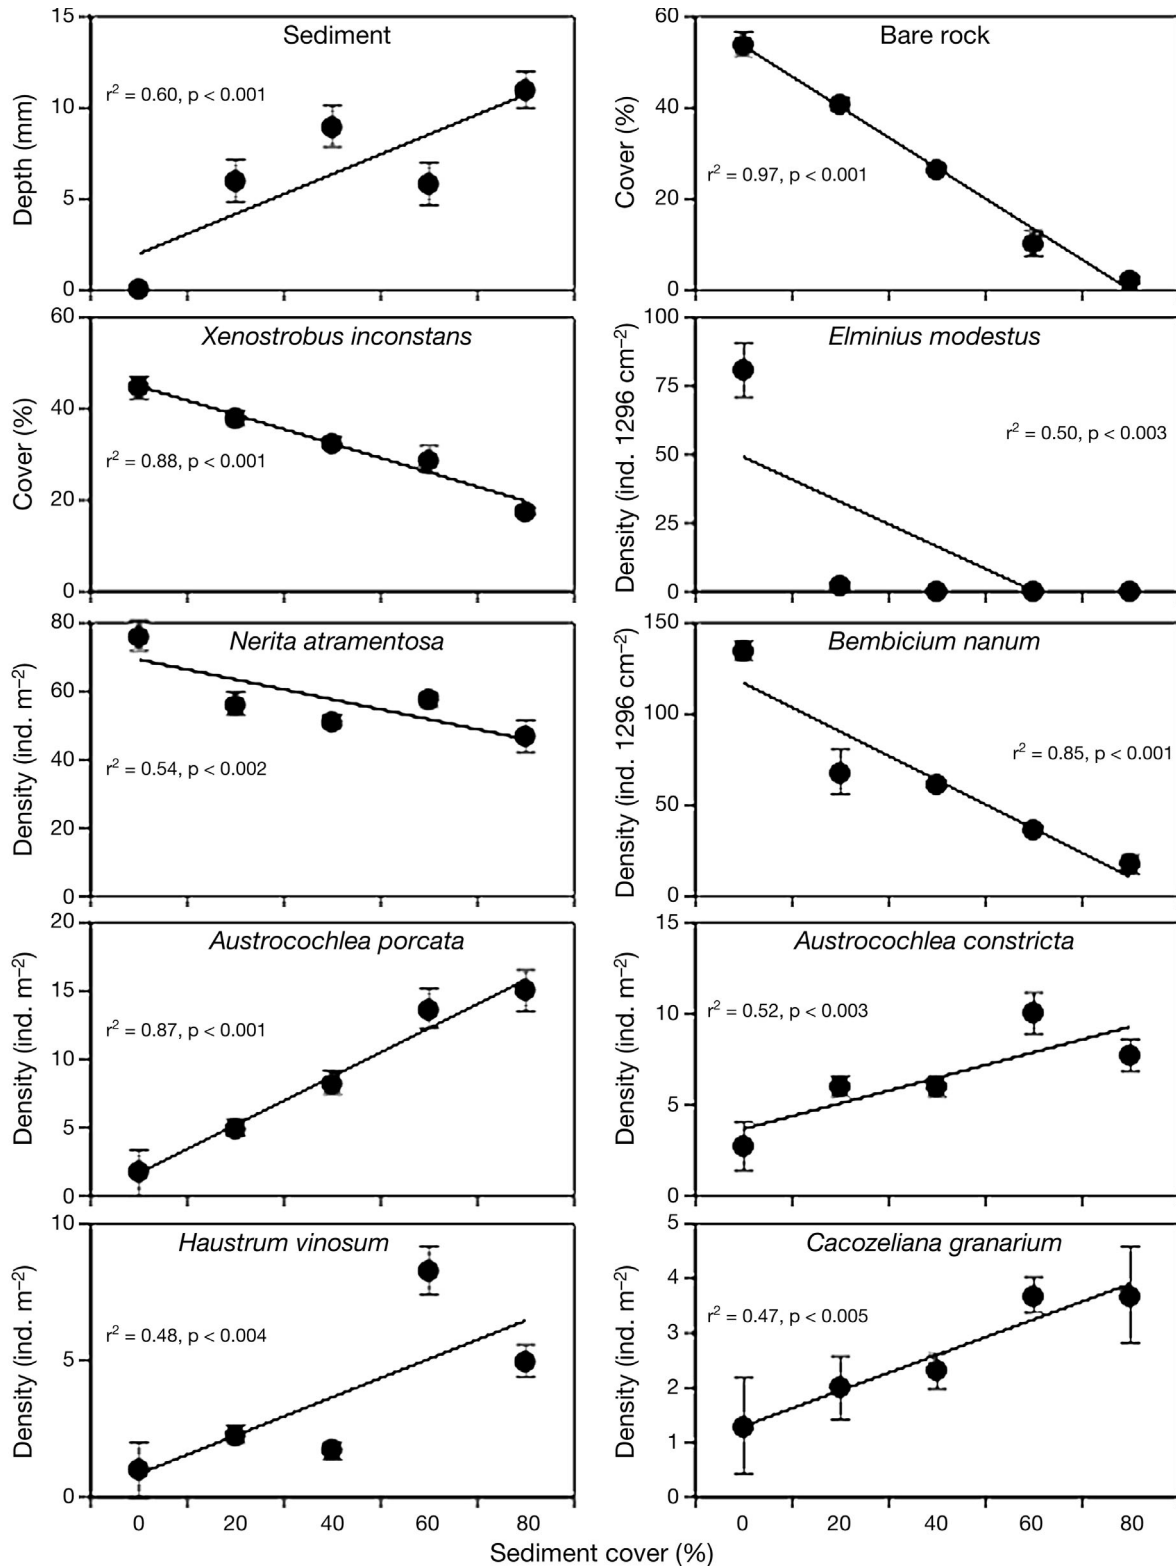 Sediment
r² = 0.60, p < 0.001
Depth (mm)
15
10
5
0
Bare rock
r² = 0.97, p < 0.001
Cover (%)
60
40
20
0
Xenostrobus inconstans
r² = 0.88, p < 0.001
Cover (%)
60
40
20
0
Elminius modestus
r² = 0.50, p < 0.003
Density (ind. 1296 cm⁻²)
100
75
50
25
0
Nerita atramentosa
r² = 0.54, p < 0.002
Density (ind. m⁻²)
80
60
40
20
0
Bembicium nanum
r² = 0.85, p < 0.001
Density (ind. 1296 cm⁻²)
150
100
50
0
Austrocochlea porcata
r² = 0.87, p < 0.001
Density (ind. m⁻²)
20
15
10
5
0
Austrocochlea constricta
r² = 0.52, p < 0.003
Density (ind. m⁻²)
15
10
5
0
Haustrum vinosum
r² = 0.48, p < 0.004
Density (ind. m⁻²)
10
5
0
0 20 40 60 80
Cacozeliana granarium
r² = 0.47, p < 0.005
Density (ind. m⁻²)
5
4
3
2
1
0
0 20 40 60 80
Sediment cover (%)